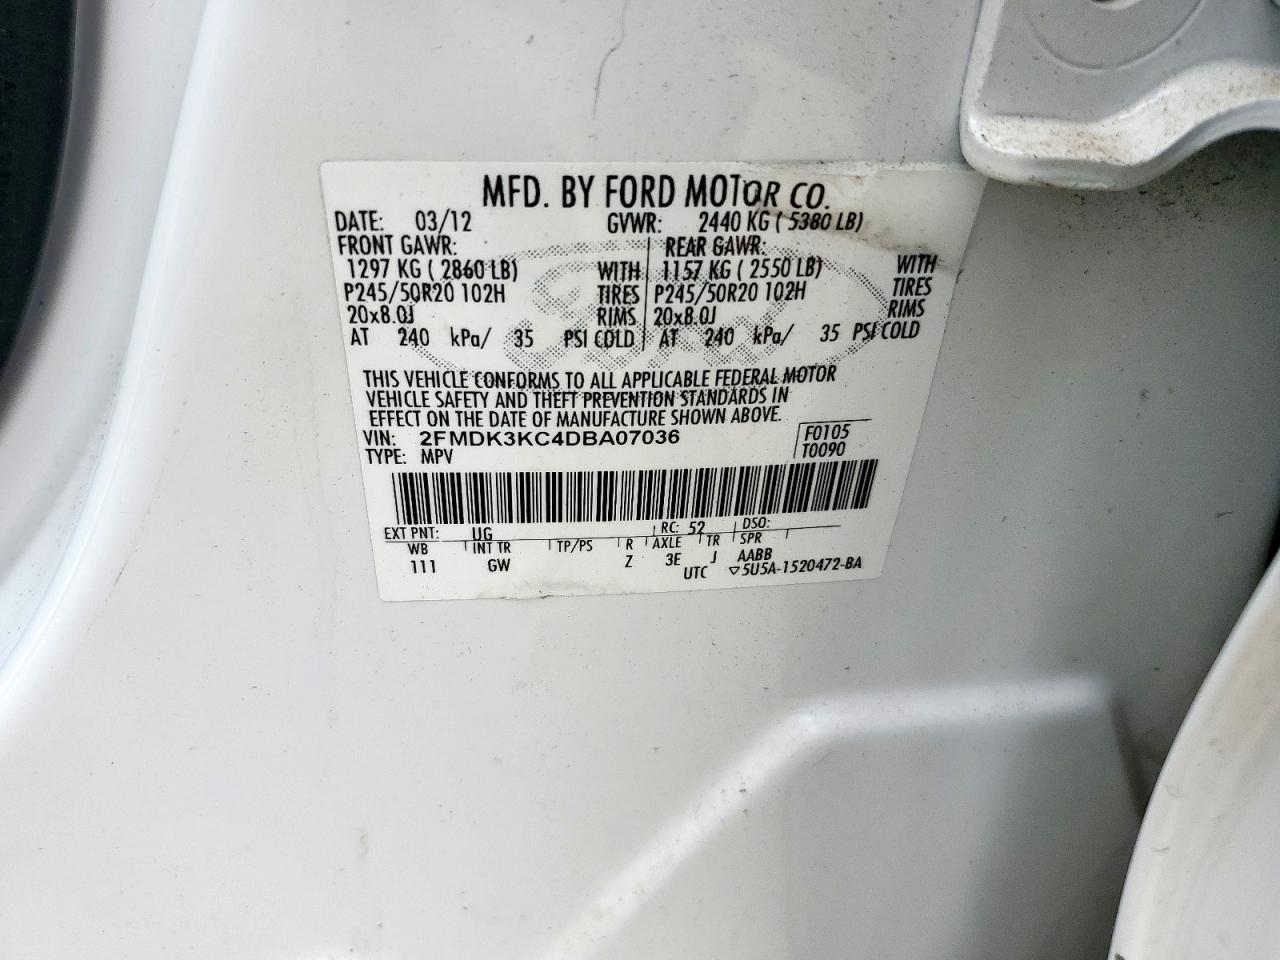 MFD. BY FORD MOTOR CO.
DATE: 03/12 GVWR: 2440 KG ( 5380 LB)
FRONT GAWR: REAR GAWR:
1297 KG ( 2860 LB) WITH 1157 KG ( 2550 LB) WITH
P245/50R20 102H TIRES P245/50R20 102H TIRES
20x8.0J RIMS 20x8.0J RIMS
AT 240 kPa/ 35 PSI COLD AT 240 kPa/ 35 PSI COLD
THIS VEHICLE CONFORMS TO ALL APPLICABLE FEDERAL MOTOR
VEHICLE SAFETY AND THEFT PREVENTION STANDARDS IN
EFFECT ON THE DATE OF MANUFACTURE SHOWN ABOVE.
VIN: 2FMDK3KC4DBA07036 F0105
TYPE: MPV T0090
EXT PNT: UG RC: 52 DSO:
WB INT TR TP/PS R AXLE TR SPR
111 GW Z 3E J AABB
UTC ▽5U5A-1520472-BA